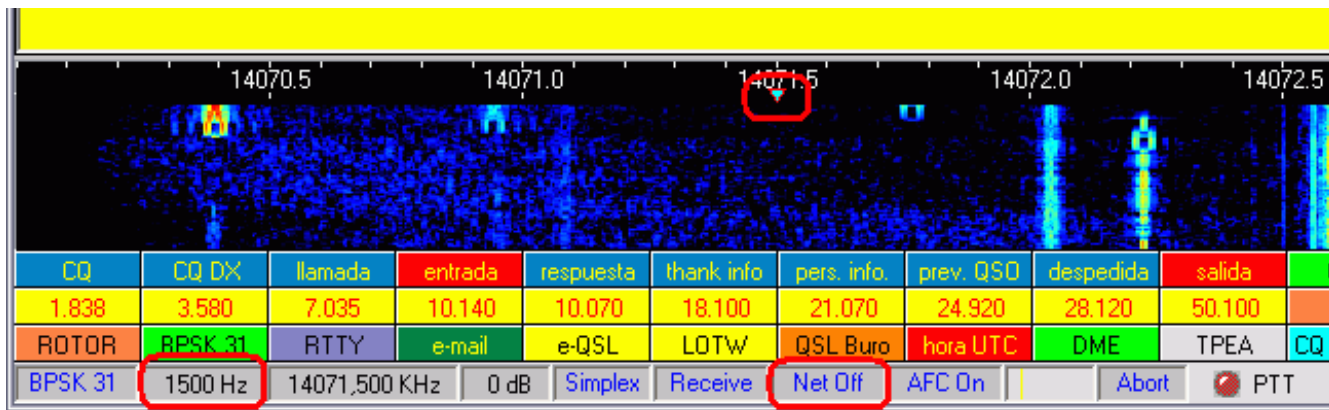 14070.5 14071.0 14071.5 14072.0 14072.5
CQ CQ DX llamada entrada respuesta thank info pers. info. prev. QSO despedida salida
1.838 3.580 7.035 10.140 10.070 18.100 21.070 24.920 28.120 50.100
ROTOR BPSK 31 RTTY e-mail e-QSL LOTW QSL Buro hora UTC DME TPEA CQ
BPSK 31 1500 Hz 14071,500 KHz 0 dB Simplex Receive Net Off AFC On Abort PTT